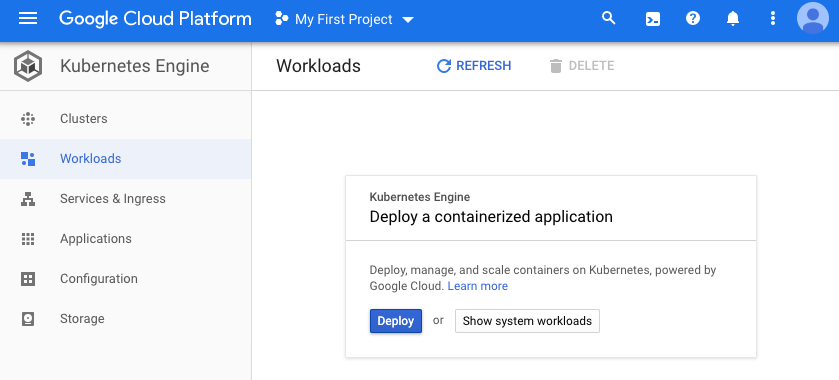 Google Cloud Platform
My First Project
Kubernetes Engine
Workloads
REFRESH
DELETE
Clusters
Workloads
Services & Ingress
Applications
Configuration
Storage
Kubernetes Engine
Deploy a containerized application
Deploy, manage, and scale containers on Kubernetes, powered by
Google Cloud. Learn more
Deploy or Show system workloads